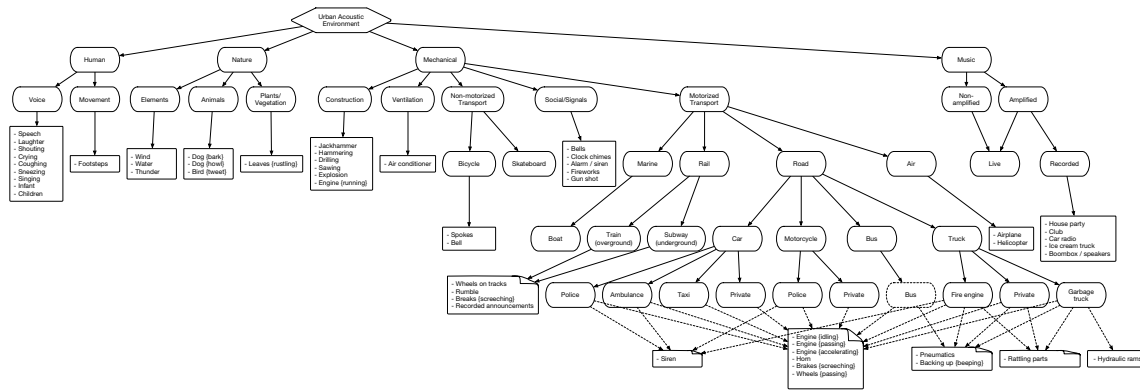 Urban Acoustic
Environment
Human
Nature
Mechanical
Music
Voice
Movement
Elements
Animals
Plants/
Vegetation
Construction
Ventilation
Non-motorized
Transport
Social/Signals
Motorized
Transport
Non-
amplified
Amplified
- Speech
- Laughter
- Shouting
- Crying
- Coughing
- Sneezing
- Singing
- Infant
- Children
- Footsteps
- Wind
- Water
- Thunder
- Dog {bark}
- Dog {howl}
- Bird {tweet}
- Leaves {rustling}
- Jackhammer
- Hammering
- Drilling
- Sawing
- Explosion
- Engine {running}
- Air conditioner
Bicycle
Skateboard
- Bells
- Clock chimes
- Alarm / siren
- Fireworks
- Gun shot
Marine
Rail
Road
Air
Live
Recorded
- Spokes
- Bell
Boat
Train
(overground)
Subway
(underground)
Car
Motorcycle
Bus
Truck
- Airplane
- Helicopter
- House party
- Club
- Car radio
- Ice cream truck
- Boombox / speakers
- Wheels on tracks
- Rumble
- Breaks {screeching}
- Recorded announcements
Police
Ambulance
Taxi
Private
Police
Private
Bus
Fire engine
Private
Garbage
truck
- Siren
- Engine {idling}
- Engine {passing}
- Engine {accelerating}
- Horn
- Brakes {screeching}
- Wheels {passing}
- Pneumatics
- Backing up {beeping}
- Rattling parts
- Hydraulic rams